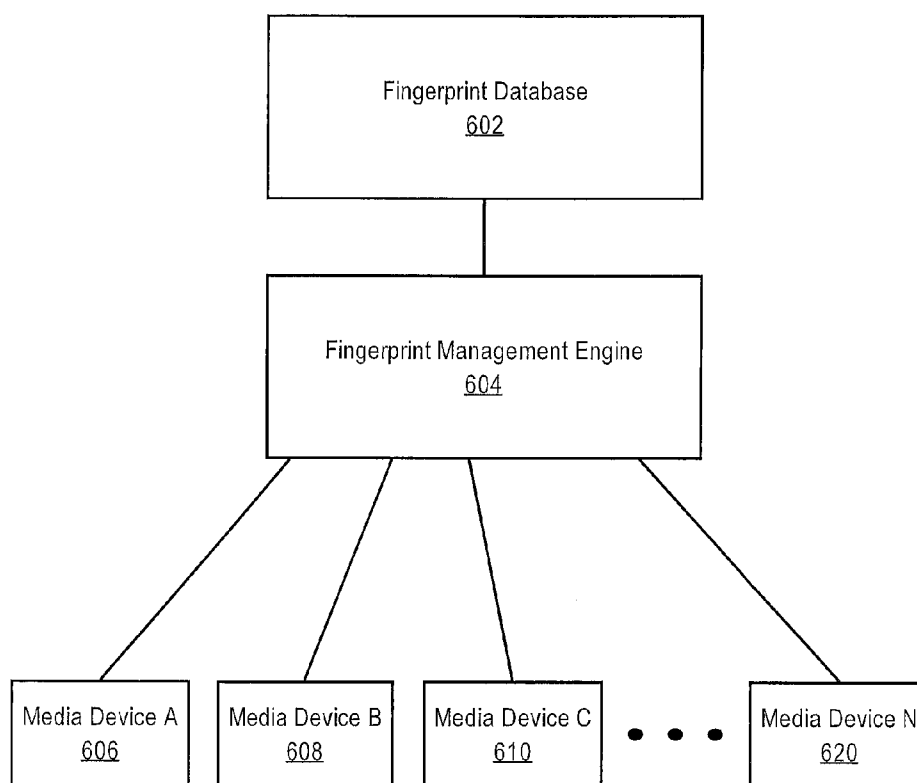 Fingerprint Database
602
Fingerprint Management Engine
604
Media Device A
606
Media Device B
608
Media Device C
610
Media Device N
620